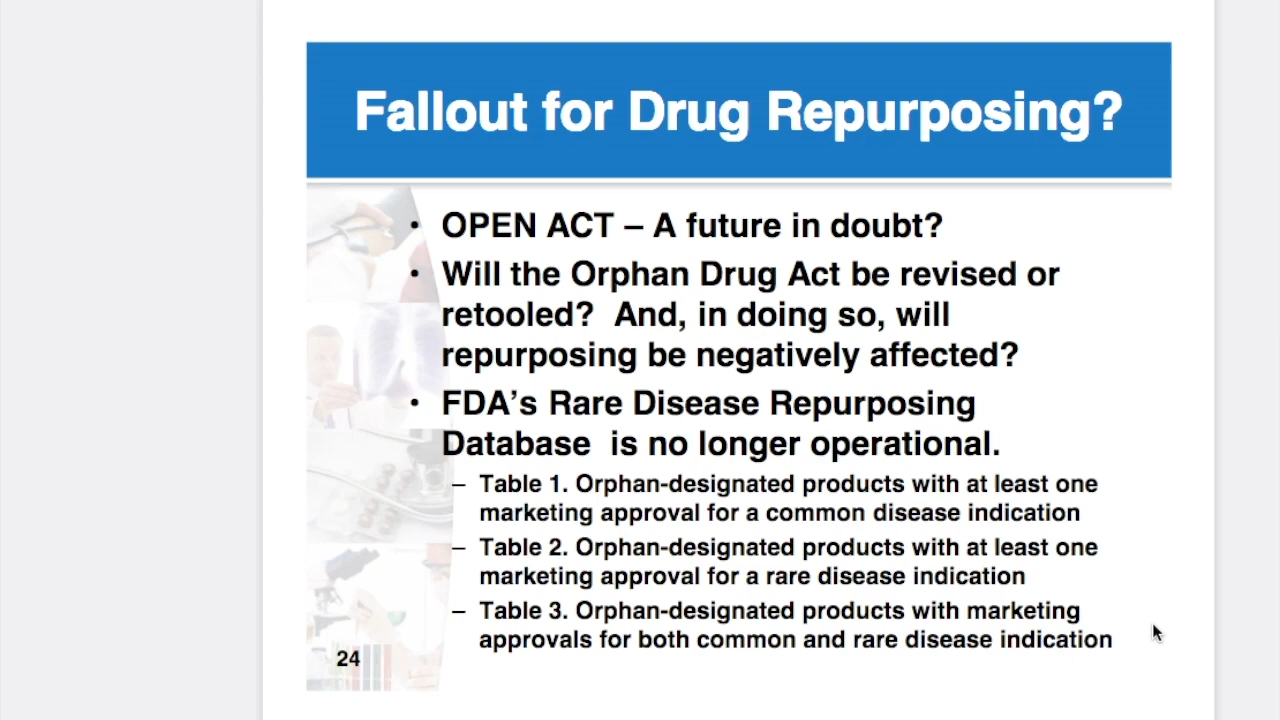 Fallout for Drug Repurposing?
• OPEN ACT – A future in doubt?
• Will the Orphan Drug Act be revised or
retooled?  And, in doing so, will
repurposing be negatively affected?
• FDA’s Rare Disease Repurposing
Database  is no longer operational.
– Table 1. Orphan-designated products with at least one
marketing approval for a common disease indication
– Table 2. Orphan-designated products with at least one
marketing approval for a rare disease indication
– Table 3. Orphan-designated products with marketing
approvals for both common and rare disease indication
24